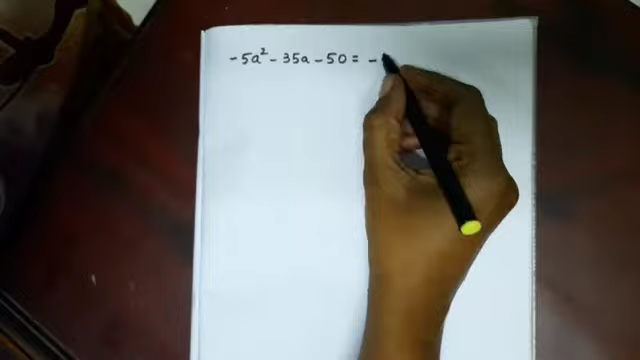 -5a² - 35a - 50 = -